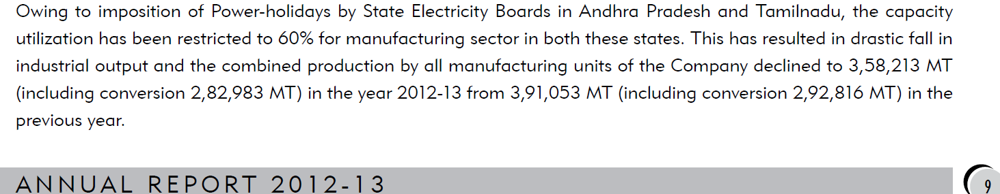 Owing to imposition of Power-holidays by State Electricity Boards in Andhra Pradesh and Tamilnadu, the capacity
utilization has been restricted to 60% for manufacturing sector in both these states. This has resulted in drastic fall in
industrial output and the combined production by all manufacturing units of the Company declined to 3,58,213 MT
(including conversion 2,82,983 MT) in the year 2012-13 from 3,91,053 MT (including conversion 2,92,816 MT) in the
previous year.
ANNUAL REPORT 2012-13
9